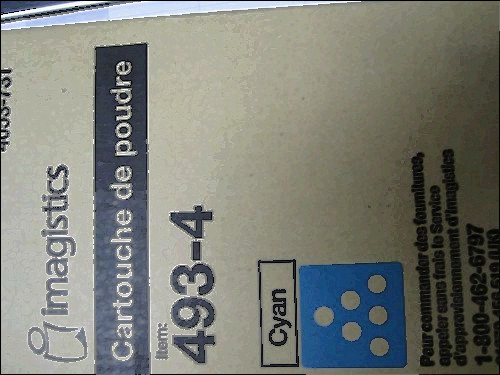 imagistics
Cartouche de poudre
Item:
493-4
Cyan
Pour commander des fournitures,
appeler sans frais le Service
d'approvisionnement d'Imagistics
1-800-462-6797